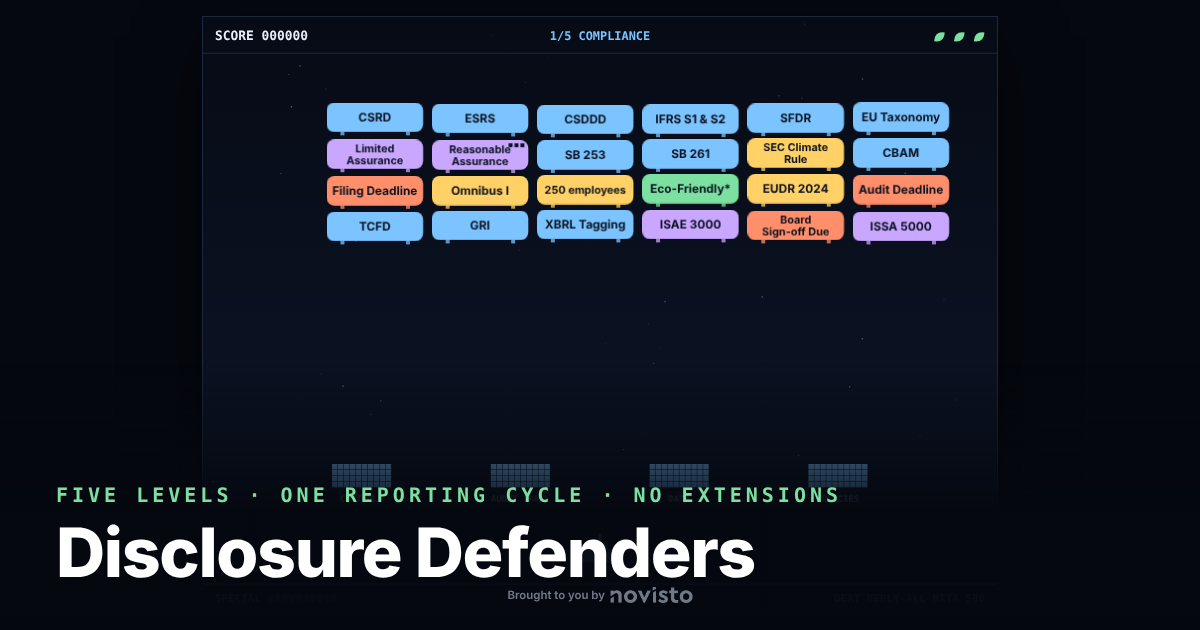 SCORE 000000
1/5 COMPLIANCE
CSRD
ESRS
CSDDD
IFRS S1 & S2
SFDR
EU Taxonomy
Limited
Assurance
Reasonable
Assurance
SB 253
SB 261
SEC Climate
Rule
CBAM
Filing Deadline
Omnibus I
250 employees
Eco-Friendly*
EUDR 2024
Audit Deadline
TCFD
GRI
XBRL Tagging
ISAE 3000
Board
Sign-off Due
ISSA 5000
FIVE LEVELS · ONE REPORTING CYCLE · NO EXTENSIONS
Disclosure Defenders
Brought to you by novisto
SPECIAL